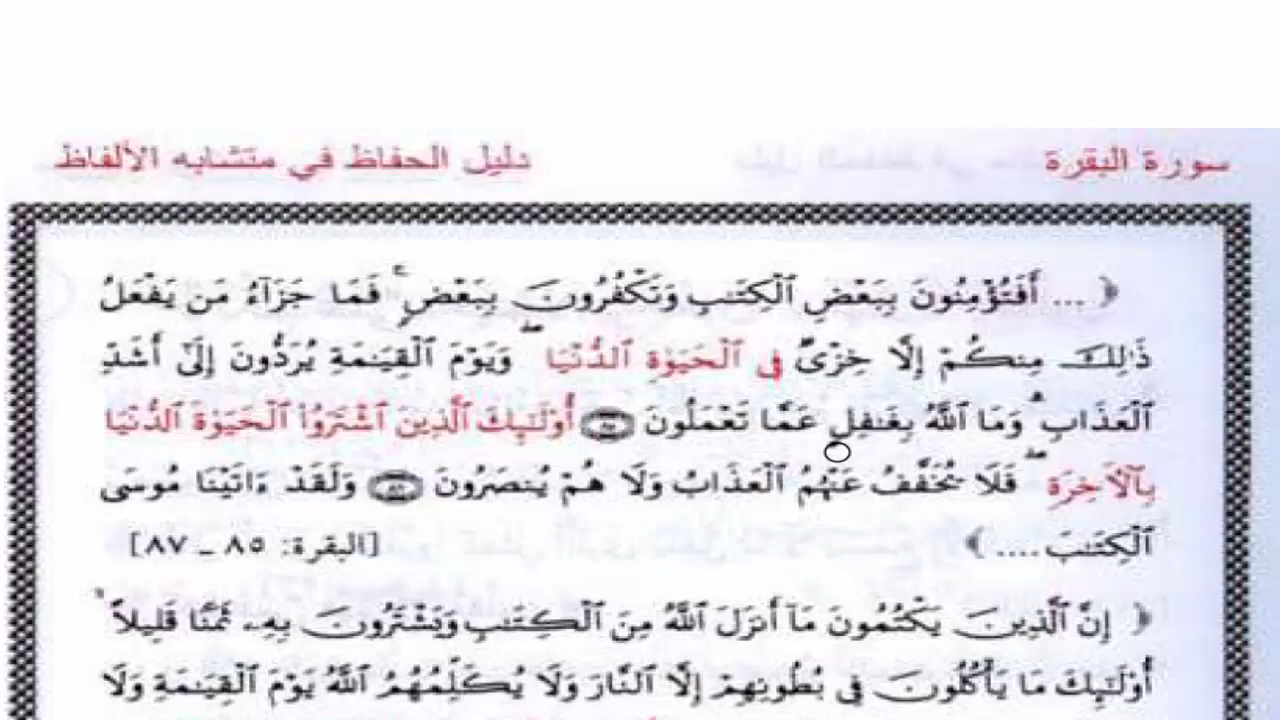 سورة البقرة
دليل الحفاظ في متشابه الألفاظ
﴿ ... أَفَتُؤْمِنُونَ بِبَعْضِ ٱلْكِتَٰبِ وَتَكْفُرُونَ بِبَعْضٍ ۚ فَمَا جَزَآءُ مَن يَفْعَلُ
ذَٰلِكَ مِنكُمْ إِلَّا خِزْىٌ فِى ٱلْحَيَوٰةِ ٱلدُّنْيَا ۖ وَيَوْمَ ٱلْقِيَٰمَةِ يُرَدُّونَ إِلَىٰٓ أَشَدِّ
ٱلْعَذَابِ ۗ وَمَا ٱللَّهُ بِغَٰفِلٍ عَمَّا تَعْمَلُونَ ٨٥ أُو۟لَٰٓئِكَ ٱلَّذِينَ ٱشْتَرَوُا۟ ٱلْحَيَوٰةَ ٱلدُّنْيَا
بِٱلْـَٔاخِرَةِ ۖ فَلَا يُخَفَّفُ عَنْهُمُ ٱلْعَذَابُ وَلَا هُمْ يُنصَرُونَ ٨٦ وَلَقَدْ ءَاتَيْنَا مُوسَى
ٱلْكِتَٰبَ .... ﴾ [البقرة: ٨٥ - ٨٧]
﴿ إِنَّ ٱلَّذِينَ يَكْتُمُونَ مَآ أَنزَلَ ٱللَّهُ مِنَ ٱلْكِتَٰبِ وَيَشْتَرُونَ بِهِۦ ثَمَنًا قَلِيلًا ۙ
أُو۟لَٰٓئِكَ مَا يَأْكُلُونَ فِى بُطُونِهِمْ إِلَّا ٱلنَّارَ وَلَا يُكَلِّمُهُمُ ٱللَّهُ يَوْمَ ٱلْقِيَٰمَةِ وَلَا